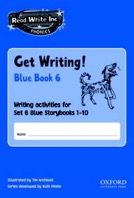 Read Write Inc.
PHONICS
Get Writing!
Blue Book 6
Writing activities for
Set 6 Blue Storybooks 1-10
Name
Illustrated by Tim Archbold
Series developed by Ruth Miskin
OXFORD